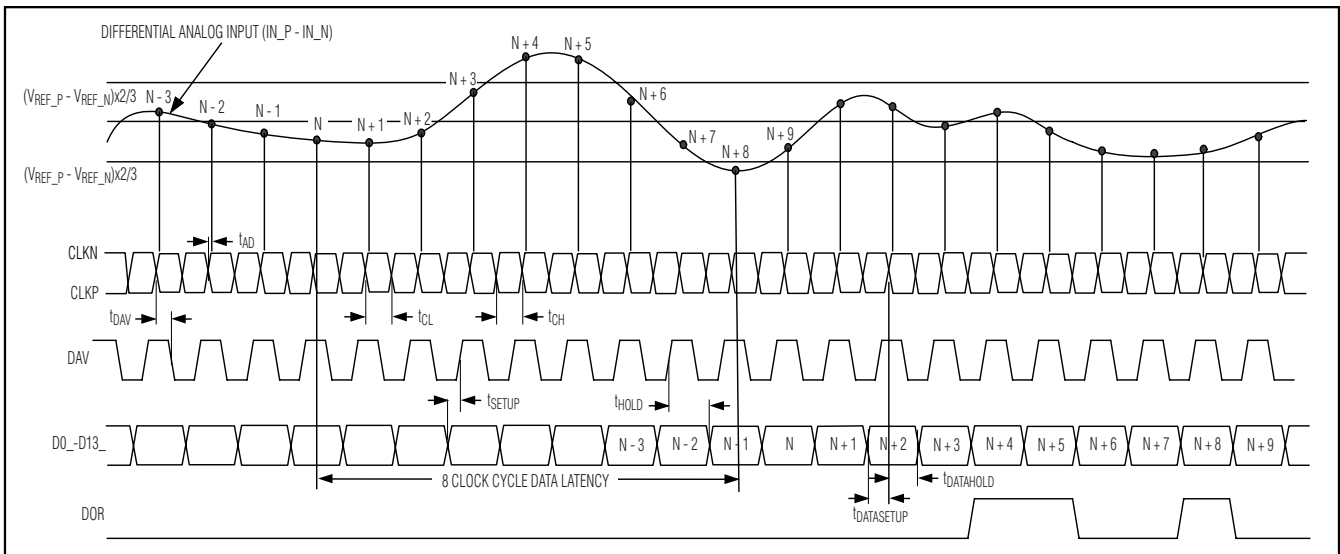 DIFFERENTIAL ANALOG INPUT (IN_P - IN_N)
N + 4 N + 5
N + 3
(VREF_P - VREF_N)x2/3
N - 3
N - 2
N - 1
N
N + 1
N + 2
N + 6
N + 7
N + 8
N + 9
(VREF_P - VREF_N)x2/3
CLKN
tAD
CLKP
tDAV
tCL
tCH
DAV
tSETUP
tHOLD
D0_-D13_
N - 3 N - 2 N - 1 N N + 1 N + 2 N + 3 N + 4 N + 5 N + 6 N + 7 N + 8 N + 9
8 CLOCK CYCLE DATA LATENCY
tDATAHOLD
tDATASETUP
DOR